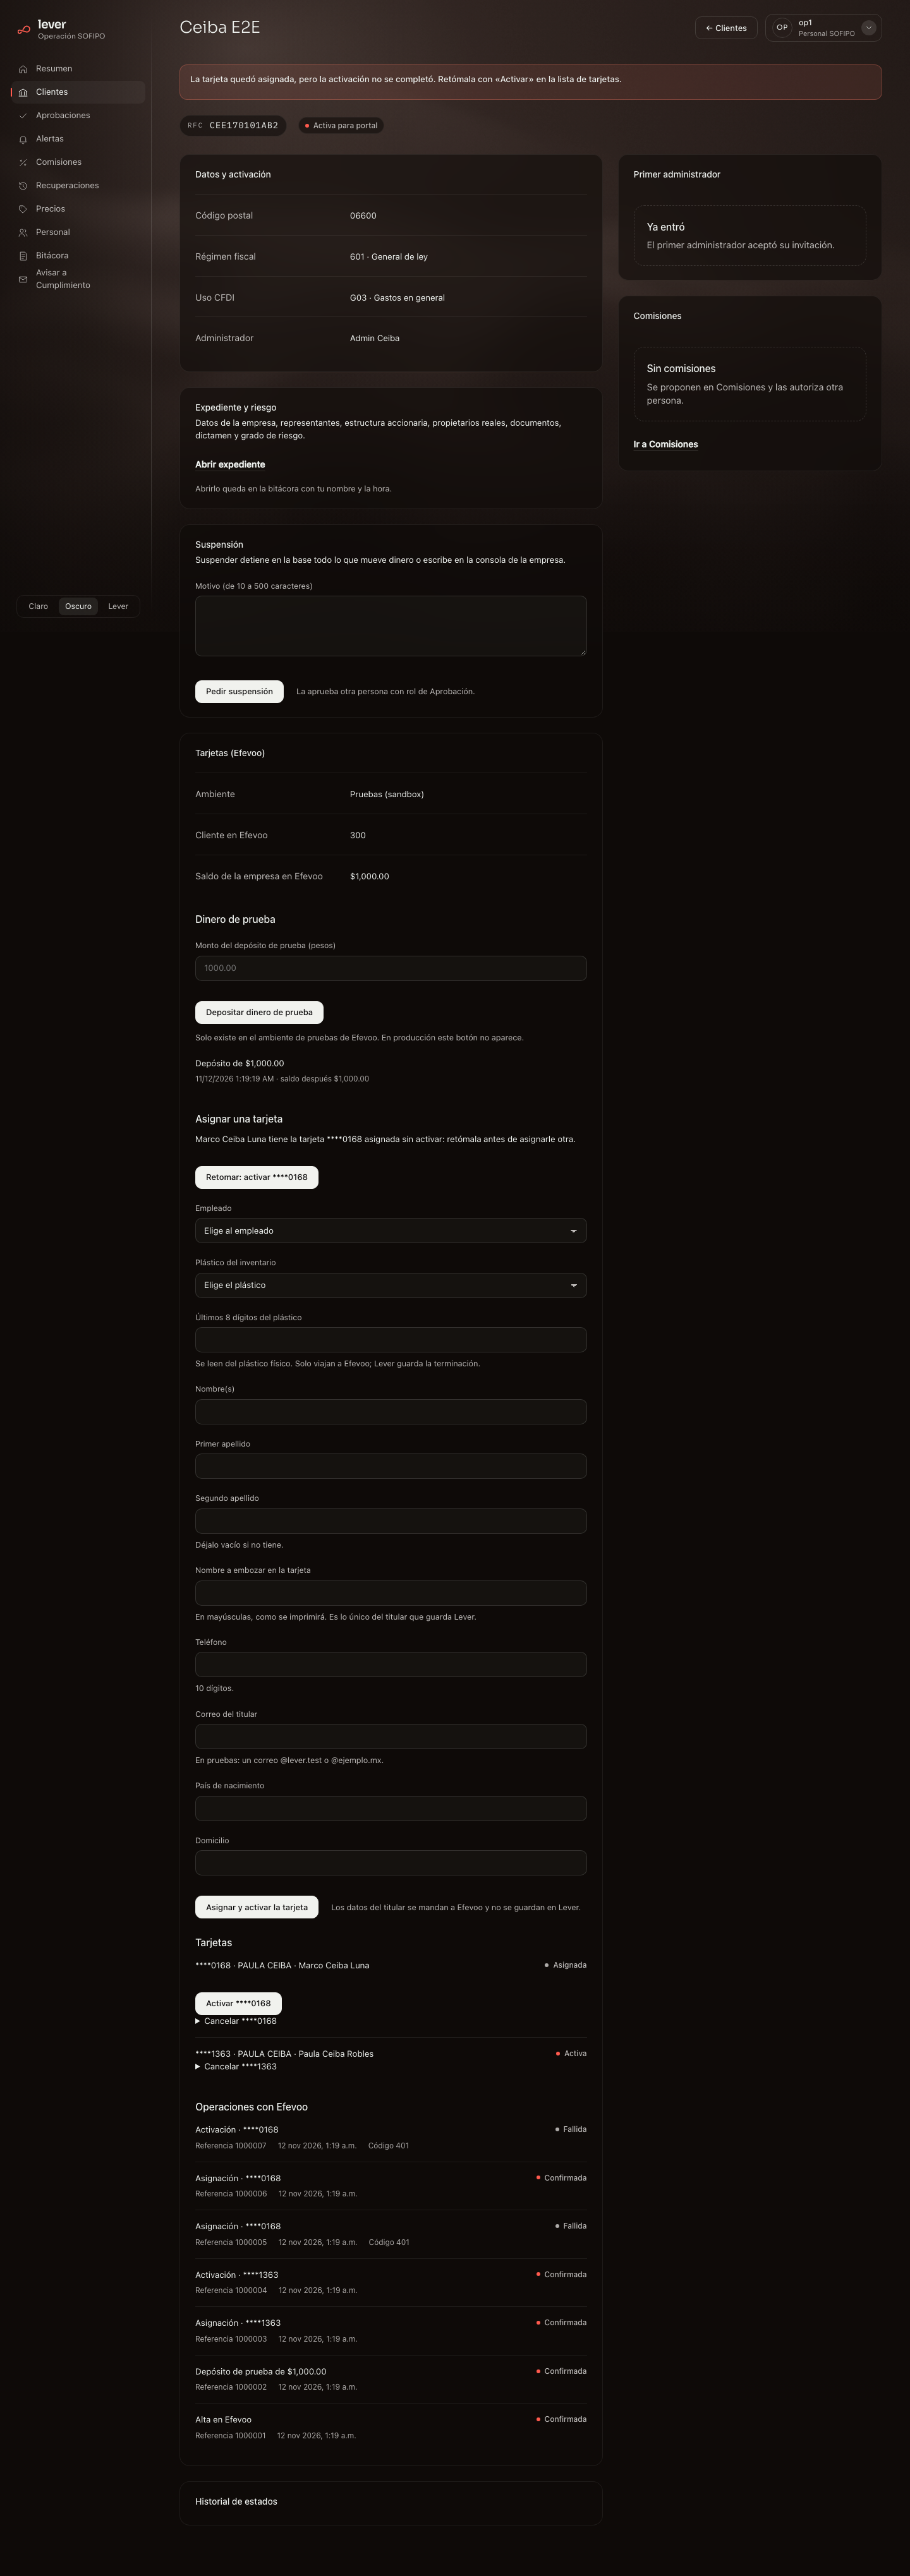 lever
Operación SOFIPO
Resumen
Clientes
Aprobaciones
Alertas
Comisiones
Recuperaciones
Precios
Personal
Bitácora
Avisar a
Cumplimiento
Claro
Oscuro
Lever
Ceiba E2E
← Clientes
OP
op1
Personal SOFIPO
La tarjeta quedó asignada, pero la activación no se completó. Retómala con «Activar» en la lista de tarjetas.
RFC CEE170101AB2
Activa para portal
Datos y activación
Código postal
06600
Régimen fiscal
601 · General de ley
Uso CFDI
G03 · Gastos en general
Administrador
Admin Ceiba
Expediente y riesgo
Datos de la empresa, representantes, estructura accionaria, propietarios reales, documentos,
dictamen y grado de riesgo.
Abrir expediente
Abrirlo queda en la bitácora con tu nombre y la hora.
Suspensión
Suspender detiene en la base todo lo que mueve dinero o escribe en la consola de la empresa.
Motivo (de 10 a 500 caracteres)
Pedir suspensión
La aprueba otra persona con rol de Aprobación.
Tarjetas (Efevoo)
Ambiente
Pruebas (sandbox)
Cliente en Efevoo
300
Saldo de la empresa en Efevoo
$1,000.00
Dinero de prueba
Monto del depósito de prueba (pesos)
1000.00
Depositar dinero de prueba
Solo existe en el ambiente de pruebas de Efevoo. En producción este botón no aparece.
Depósito de $1,000.00
11/12/2026 1:19:19 AM · saldo después $1,000.00
Asignar una tarjeta
Marco Ceiba Luna tiene la tarjeta ****0168 asignada sin activar: retómala antes de asignarle otra.
Retomar: activar ****0168
Empleado
Elige al empleado
Plástico del inventario
Elige el plástico
Últimos 8 dígitos del plástico
Se leen del plástico físico. Solo viajan a Efevoo; Lever guarda la terminación.
Nombre(s)
Primer apellido
Segundo apellido
Déjalo vacío si no tiene.
Nombre a embozar en la tarjeta
En mayúsculas, como se imprimirá. Es lo único del titular que guarda Lever.
Teléfono
10 dígitos.
Correo del titular
En pruebas: un correo @lever.test o @ejemplo.mx.
País de nacimiento
Domicilio
Asignar y activar la tarjeta
Los datos del titular se mandan a Efevoo y no se guardan en Lever.
Tarjetas
****0168 · PAULA CEIBA · Marco Ceiba Luna
Asignada
Activar ****0168
Cancelar ****0168
****1363 · PAULA CEIBA · Paula Ceiba Robles
Activa
Cancelar ****1363
Operaciones con Efevoo
Activación · ****0168
Fallida
Referencia 1000007 12 nov 2026, 1:19 a.m. Código 401
Asignación · ****0168
Confirmada
Referencia 1000006 12 nov 2026, 1:19 a.m.
Asignación · ****0168
Fallida
Referencia 1000005 12 nov 2026, 1:19 a.m. Código 401
Activación · ****1363
Confirmada
Referencia 1000004 12 nov 2026, 1:19 a.m.
Asignación · ****1363
Confirmada
Referencia 1000003 12 nov 2026, 1:19 a.m.
Depósito de prueba de $1,000.00
Confirmada
Referencia 1000002 12 nov 2026, 1:19 a.m.
Alta en Efevoo
Confirmada
Referencia 1000001 12 nov 2026, 1:19 a.m.
Historial de estados
Primer administrador
Ya entró
El primer administrador aceptó su invitación.
Comisiones
Sin comisiones
Se proponen en Comisiones y las autoriza otra
persona.
Ir a Comisiones